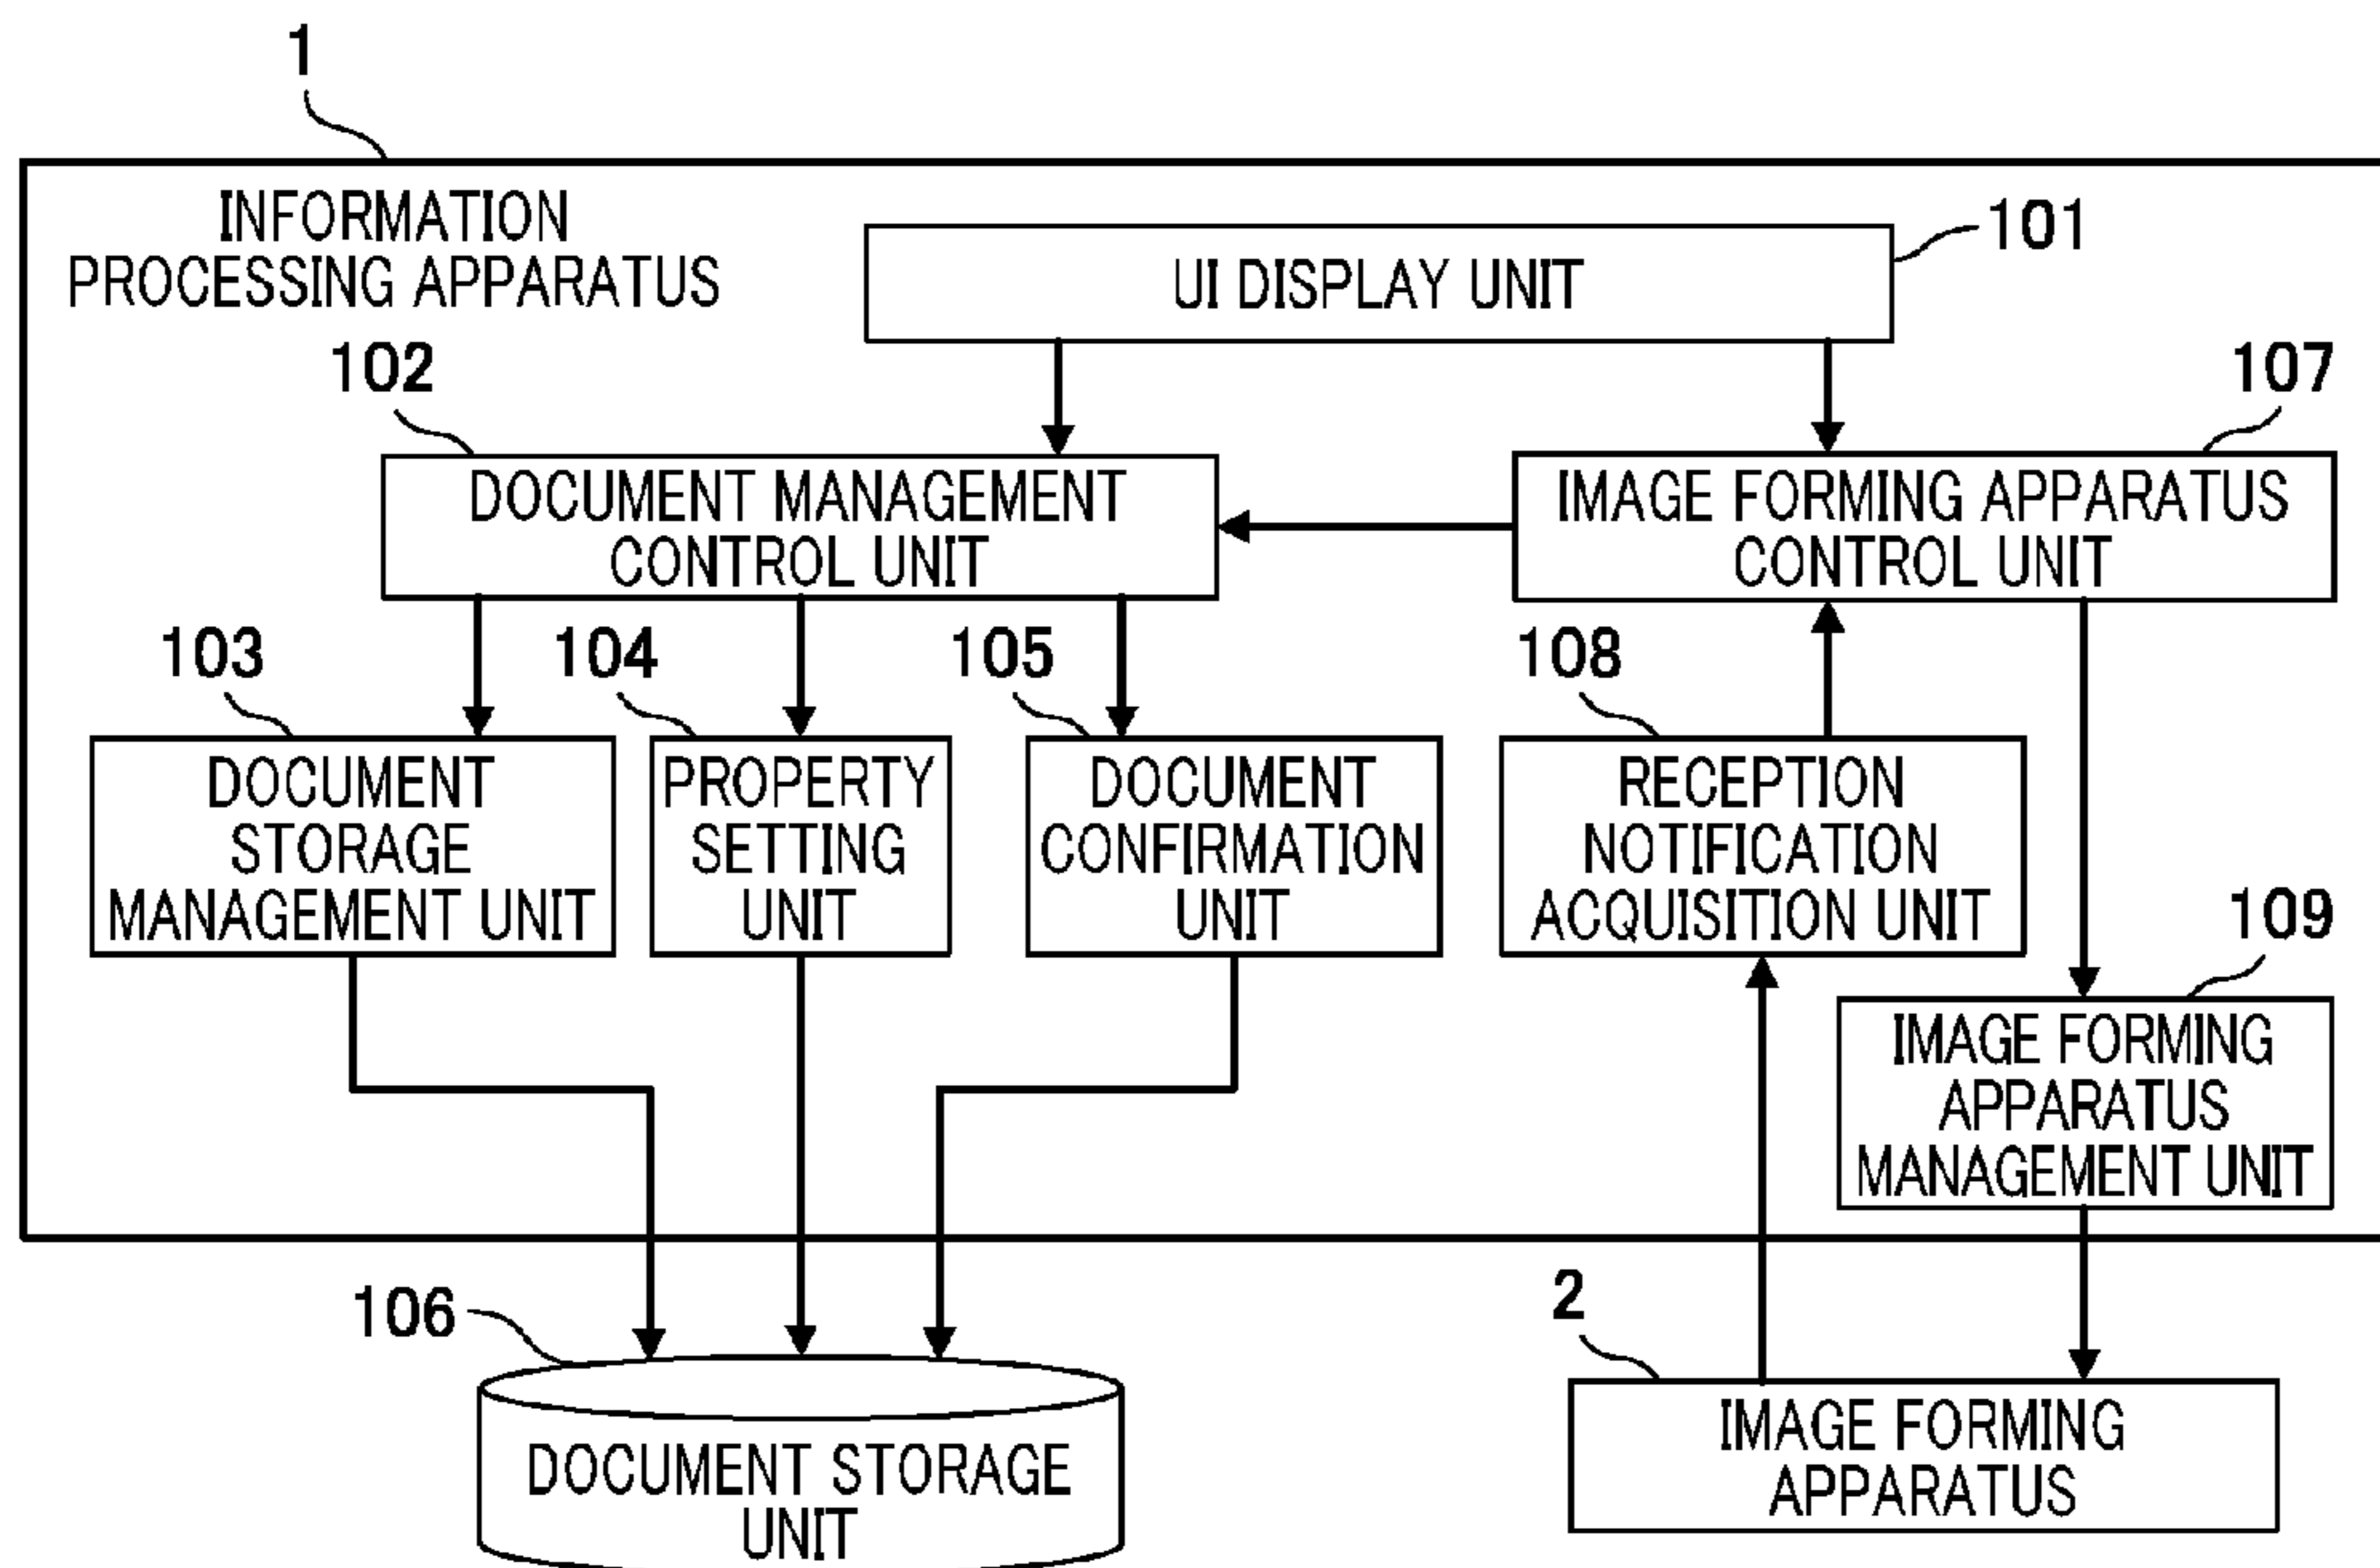 1
INFORMATION
PROCESSING APPARATUS
101
UI DISPLAY UNIT
102
107
DOCUMENT MANAGEMENT
CONTROL UNIT
IMAGE FORMING APPARATUS
CONTROL UNIT
103
104
105
108
DOCUMENT
STORAGE
MANAGEMENT UNIT
PROPERTY
SETTING
UNIT
DOCUMENT
CONFIRMATION
UNIT
RECEPTION
NOTIFICATION
ACQUISITION UNIT
109
IMAGE FORMING
APPARATUS
MANAGEMENT UNIT
106
2
DOCUMENT STORAGE
UNIT
IMAGE FORMING
APPARATUS